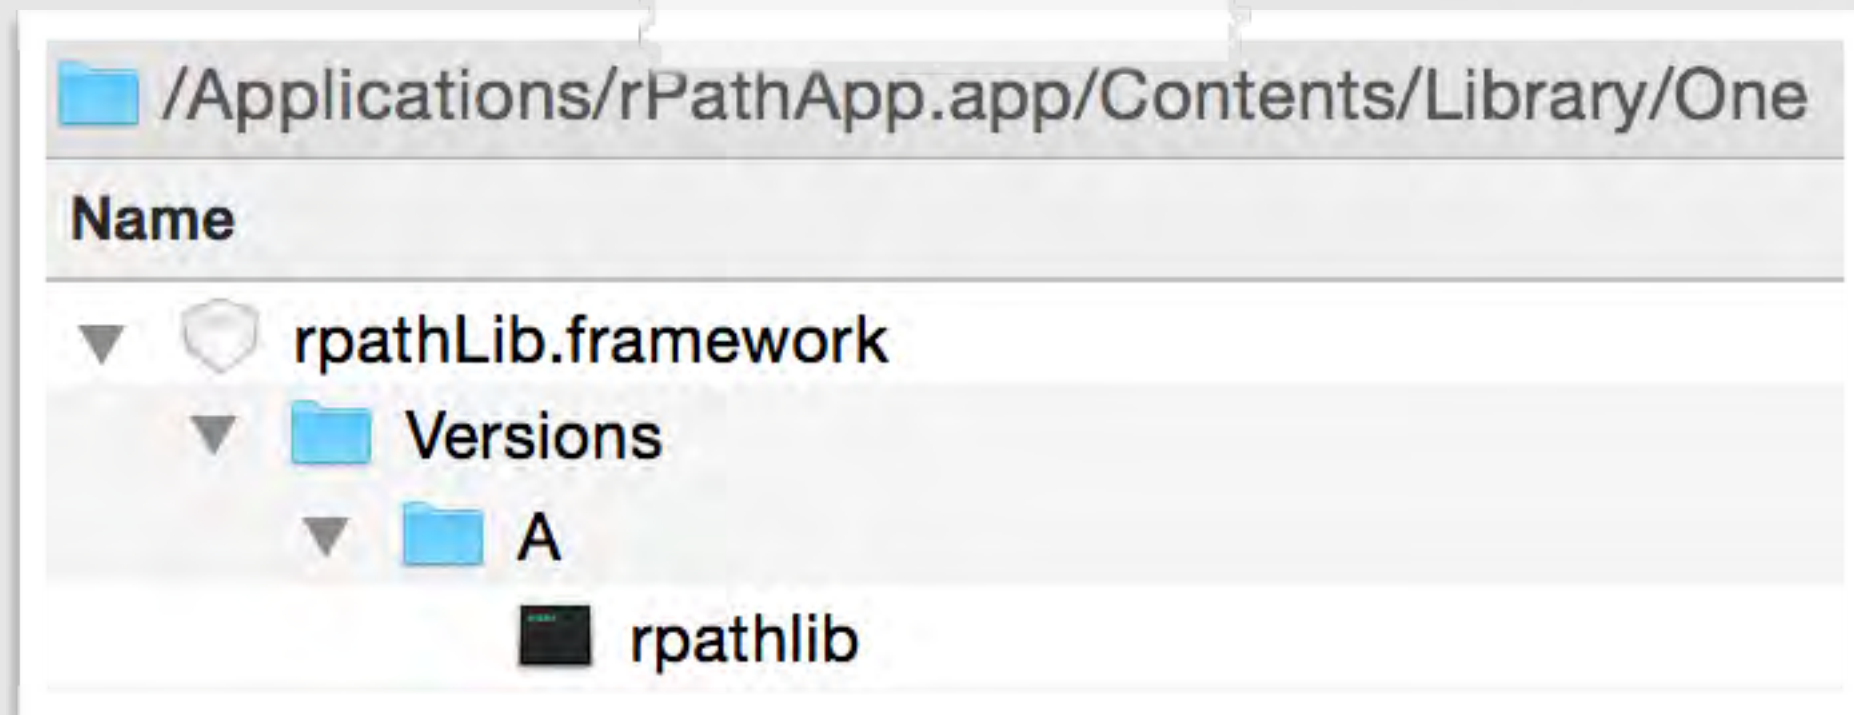 /Applications/rPathApp.app/Contents/Library/One
Name
rpathLib.framework
Versions
A
rpathlib